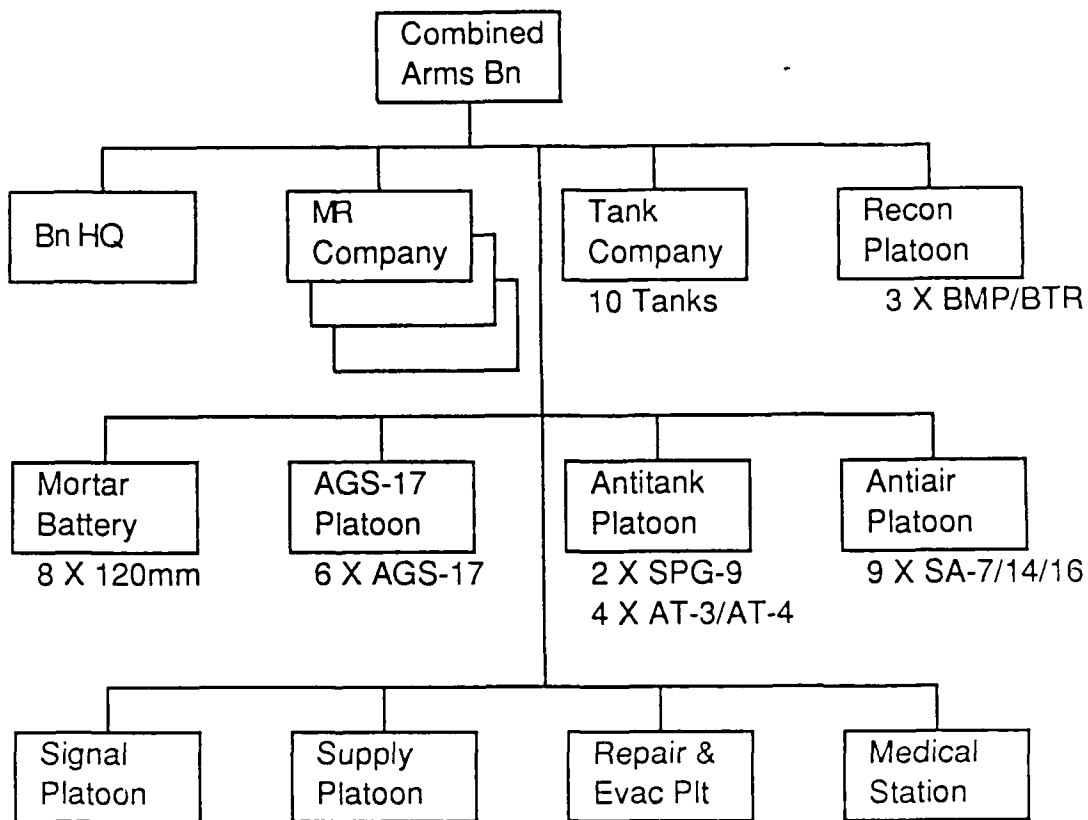 Combined
Arms Bn
Bn HQ
MR
Company
Tank
Company
10 Tanks
Recon
Platoon
3 X BMP/BTR
Mortar
Battery
8 X 120mm
AGS-17
Platoon
6 X AGS-17
Antitank
Platoon
2 X SPG-9
4 X AT-3/AT-4
Antiair
Platoon
9 X SA-7/14/16
Signal
Platoon
Supply
Platoon
Repair &
Evac Plt
Medical
Station